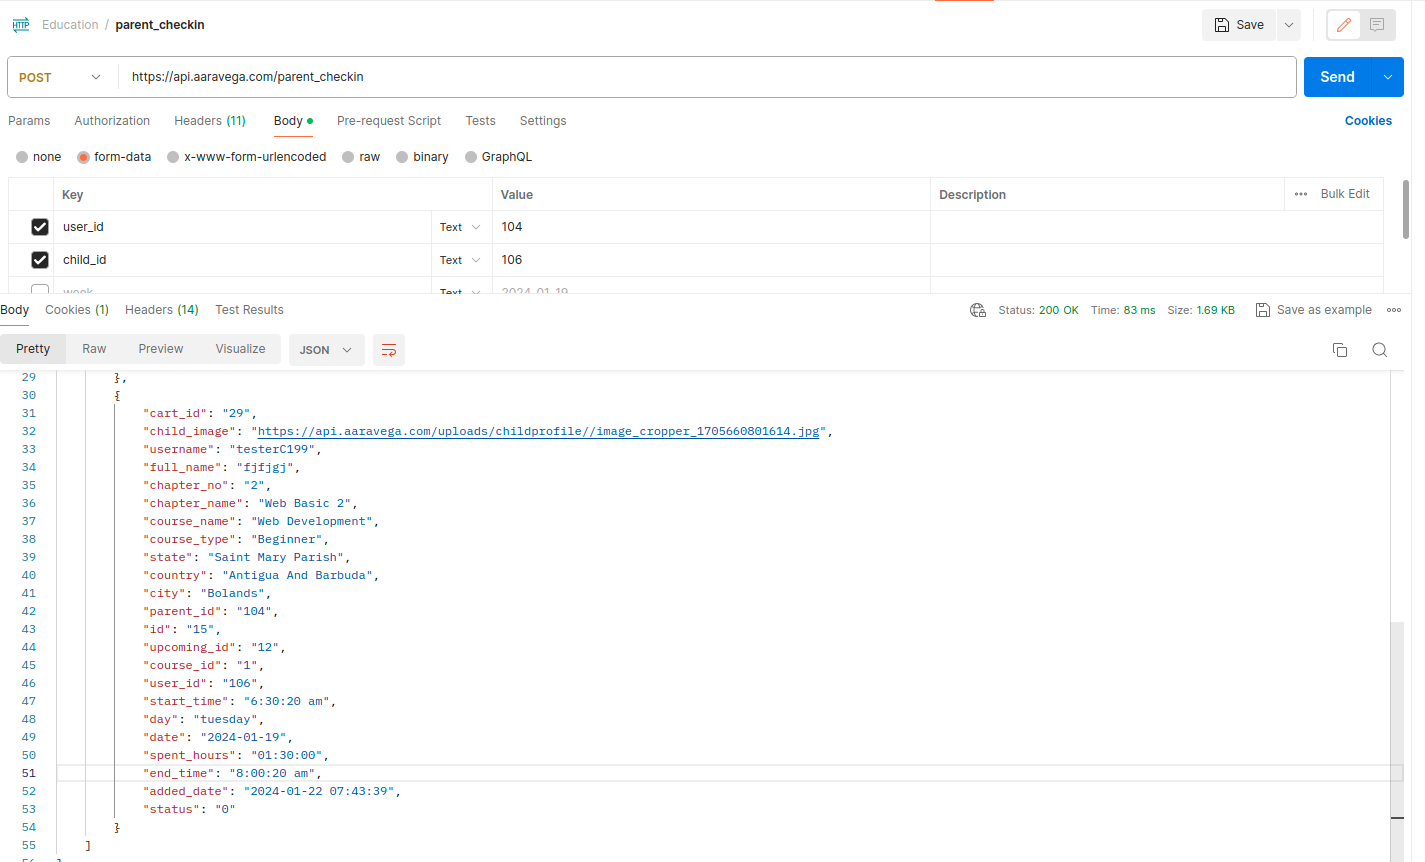 HTTP Education / parent_checkin Save
POST https://api.aaravega.com/parent_checkin Send
Params Authorization Headers (11) Body Pre-request Script Tests Settings Cookies
none form-data x-www-form-urlencoded raw binary GraphQL
Key Value Description Bulk Edit
user_id Text 104
child_id Text 106
week Text 2024-01-19
Body Cookies (1) Headers (14) Test Results Status: 200 OK Time: 83 ms Size: 1.69 KB Save as example
Pretty Raw Preview Visualize JSON
29 },
30 {
31 "cart_id": "29",
32 "child_image": "https://api.aaravega.com/uploads/childprofile//image_cropper_1705660801614.jpg",
33 "username": "testerC199",
34 "full_name": "fjfjgj",
35 "chapter_no": "2",
36 "chapter_name": "Web Basic 2",
37 "course_name": "Web Development",
38 "course_type": "Beginner",
39 "state": "Saint Mary Parish",
40 "country": "Antigua And Barbuda",
41 "city": "Bolands",
42 "parent_id": "104",
43 "id": "15",
44 "upcoming_id": "12",
45 "course_id": "1",
46 "user_id": "106",
47 "start_time": "6:30:20 am",
48 "day": "tuesday",
49 "date": "2024-01-19",
50 "spent_hours": "01:30:00",
51 "end_time": "8:00:20 am",
52 "added_date": "2024-01-22 07:43:39",
53 "status": "0"
54 }
55 ]